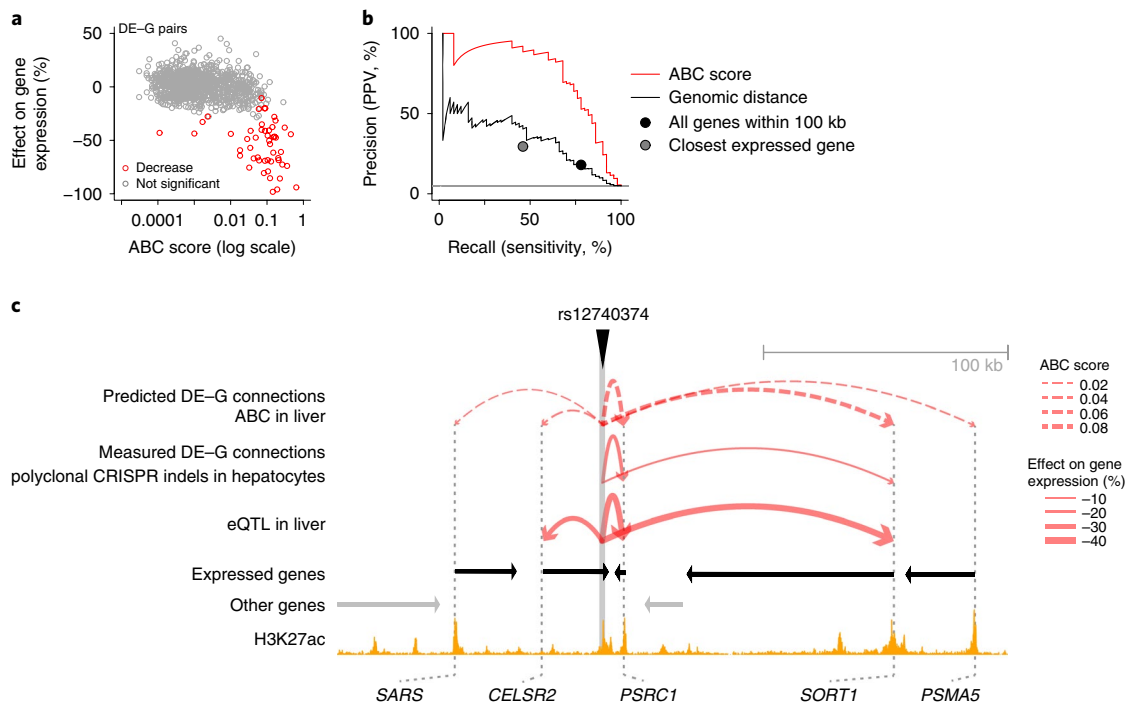 a
DE–G pairs
Effect on gene
expression (%)
50
0
−50
−100
Decrease
Not significant
0.0001
0.01
0.1
1
ABC score (log scale)
b
Precision (PPV, %)
100
50
0
0
50
100
Recall (sensitivity, %)
ABC score
Genomic distance
All genes within 100 kb
Closest expressed gene
c
rs12740374
100 kb
Predicted DE–G connections
ABC in liver
Measured DE–G connections
polyclonal CRISPR indels in hepatocytes
eQTL in liver
Expressed genes
Other genes
H3K27ac
ABC score
0.02
0.04
0.06
0.08
Effect on gene
expression (%)
−10
−20
−30
−40
SARS
CELSR2
PSRC1
SORT1
PSMA5